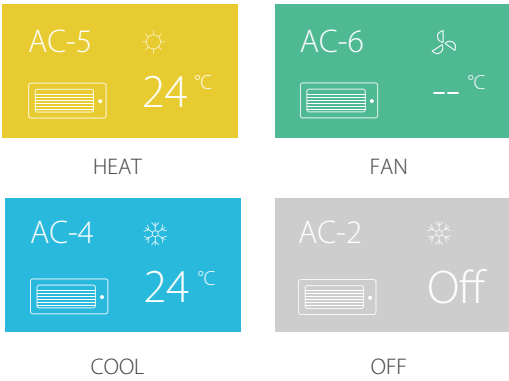 AC-5
24 °C
HEAT
AC-6
-- °C
FAN
AC-4
24 °C
COOL
AC-2
Off
OFF